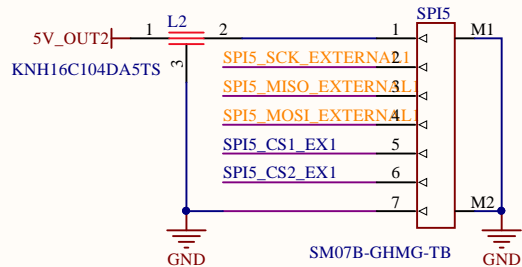 SPI5
L2
5V_OUT2 1 2 1 M1
KNH16C104DA5TS
3
SPI5_SCK_EXTERNAL1 2
SPI5_MISO_EXTERNAL1 3
SPI5_MOSI_EXTERNAL1 4
SPI5_CS1_EX1 5
SPI5_CS2_EX1 6
7 M2
GND
SM07B-GHMG-TB
GND